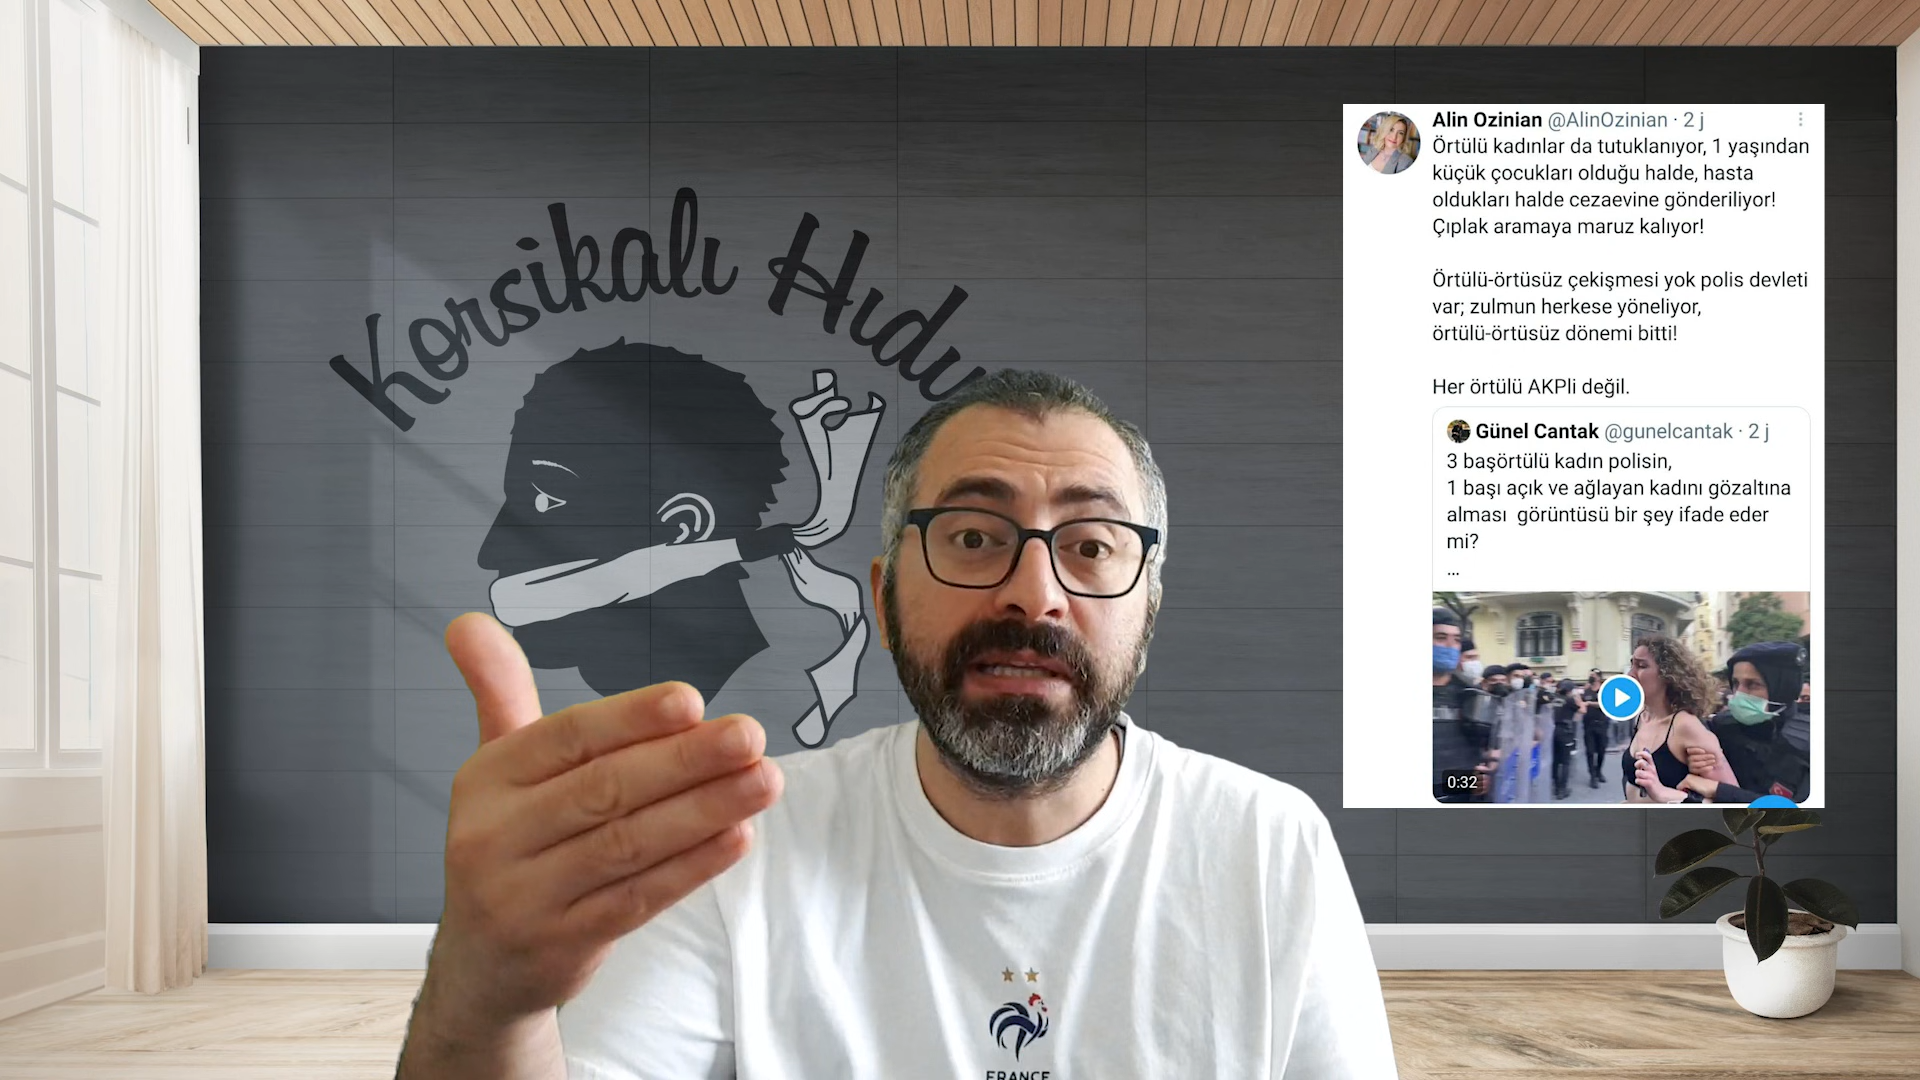 Korsikalı Hıdır
Alin Ozinian @AlinOzinian · 2 j
Örtülü kadınlar da tutuklanıyor, 1 yaşından
küçük çocukları olduğu halde, hasta
oldukları halde cezaevine gönderiliyor!
Çıplak aramaya maruz kalıyor!
Örtülü-örtüsüz çekişmesi yok polis devleti
var; zulmun herkese yöneliyor,
örtülü-örtüsüz dönemi bitti!
Her örtülü AKPli değil.
Günel Cantak @gunelcantak · 2 j
3 başörtülü kadın polisin,
1 başı açık ve ağlayan kadını gözaltına
alması görüntüsü bir şey ifade eder
mi?
...
0:32
FRANCE